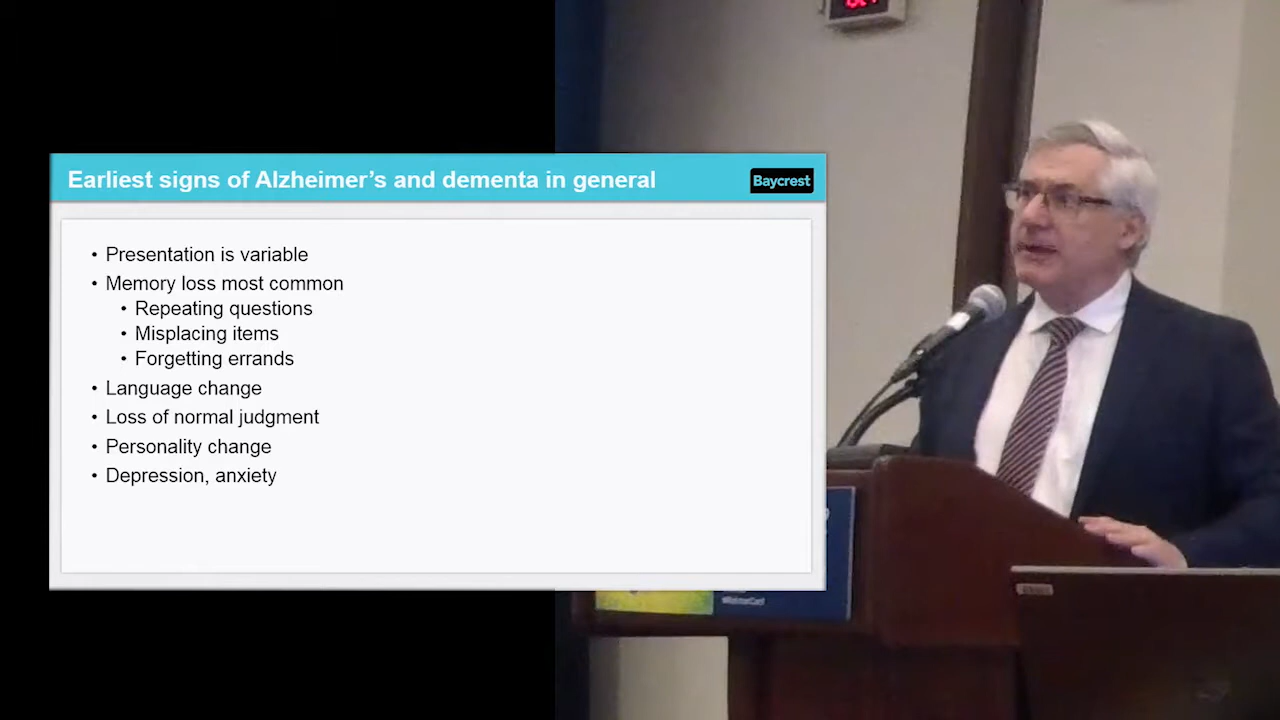 Earliest signs of Alzheimer's and dementa in general
Baycrest
• Presentation is variable
• Memory loss most common
• Repeating questions
• Misplacing items
• Forgetting errands
• Language change
• Loss of normal judgment
• Personality change
• Depression, anxiety